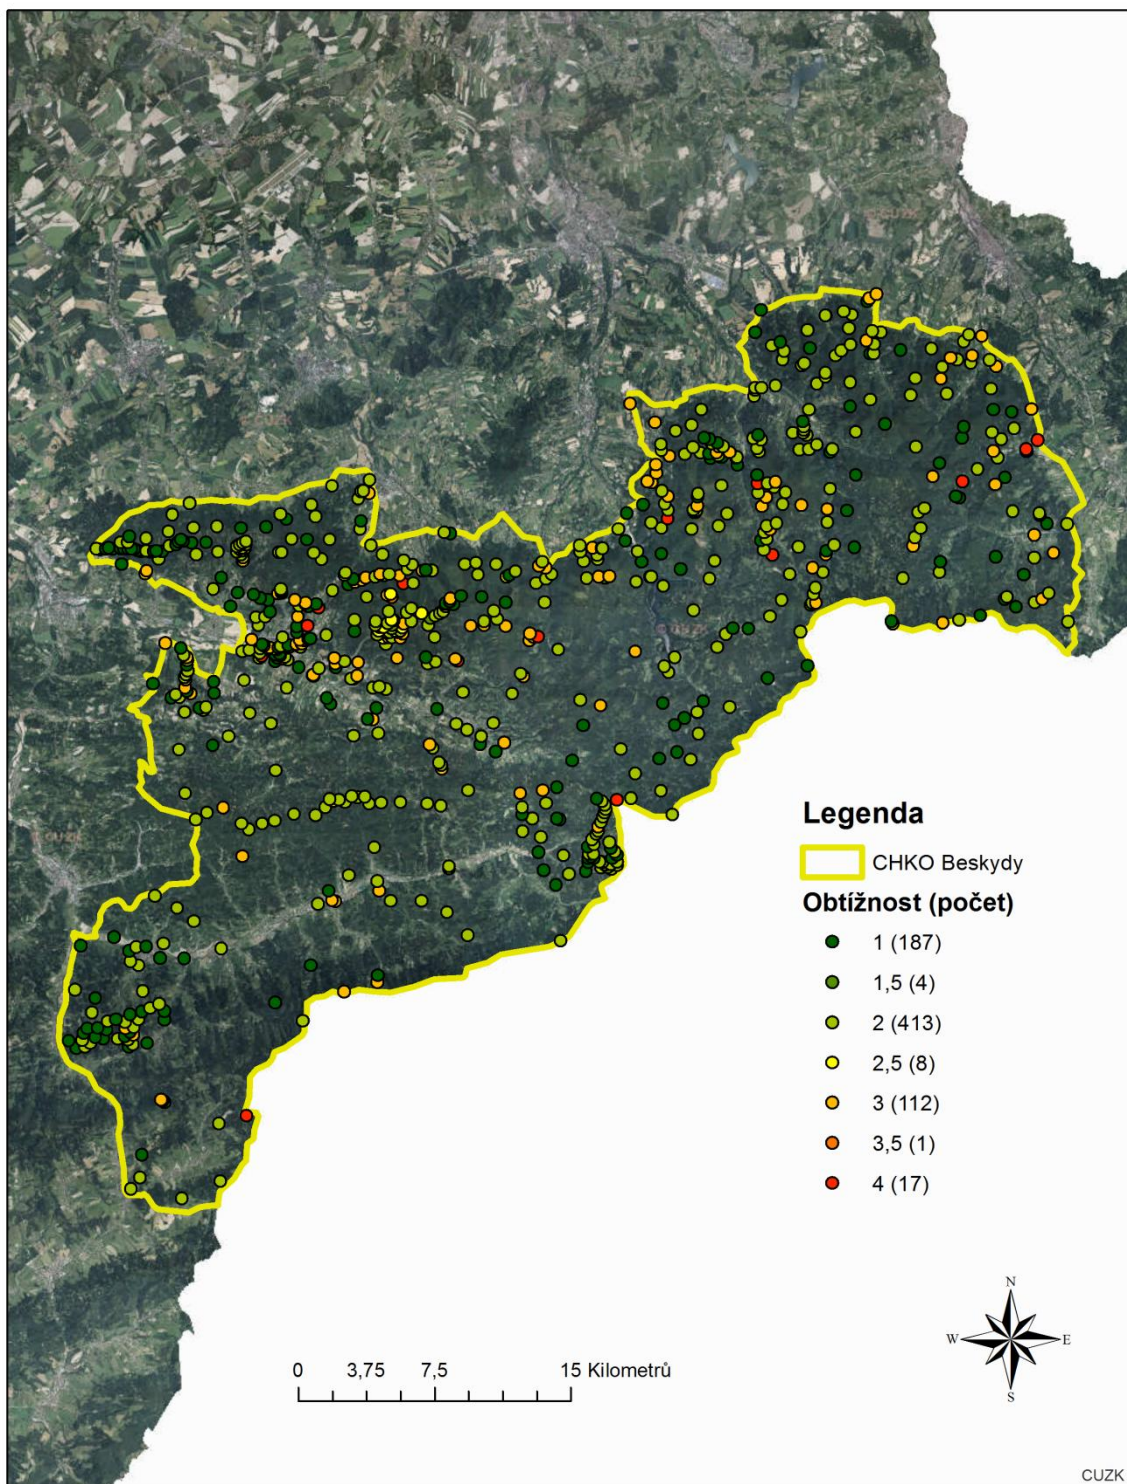 Legenda
CHKO Beskydy
Obtížnost (počet)
1 (187)
1,5 (4)
2 (413)
2,5 (8)
3 (112)
3,5 (1)
4 (17)
N
W
E
S
0
3,75
7,5
15 Kilometrů
CUZK